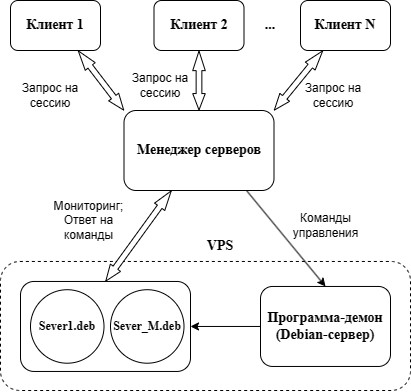 Клиент 1
Клиент 2
...
Клиент N
Запрос на
сессию
Запрос на
сессию
Запрос на
сессию
Менеджер серверов
Мониторинг;
Ответ на
команды
Команды
управления
VPS
Sever1.deb
Sever_M.deb
Программа-демон
(Debian-сервер)